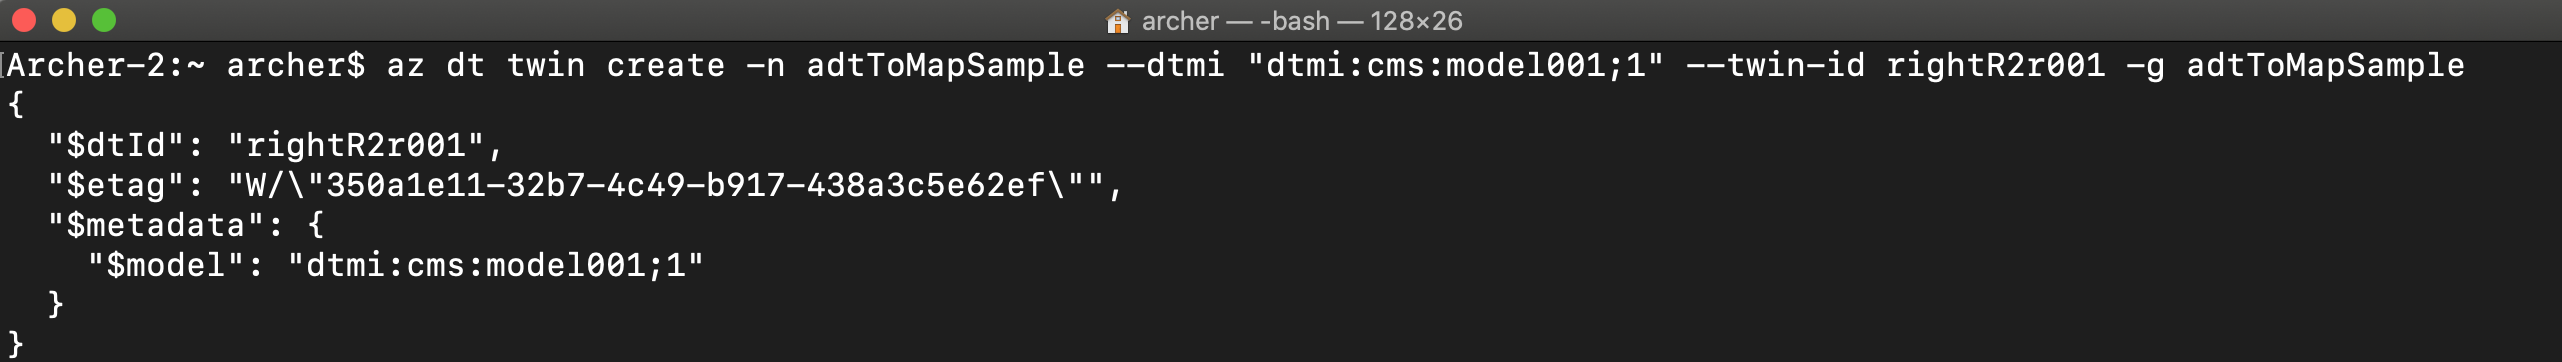 archer — -bash — 128×26
Archer-2:~ archer$ az dt twin create -n adtToMapSample --dtmi "dtmi:cms:model001;1" --twin-id rightR2r001 -g adtToMapSample
{
  "$dtId": "rightR2r001",
  "$etag": "W/\"350a1e11-32b7-4c49-b917-438a3c5e62ef\"",
  "$metadata": {
    "$model": "dtmi:cms:model001;1"
  }
}